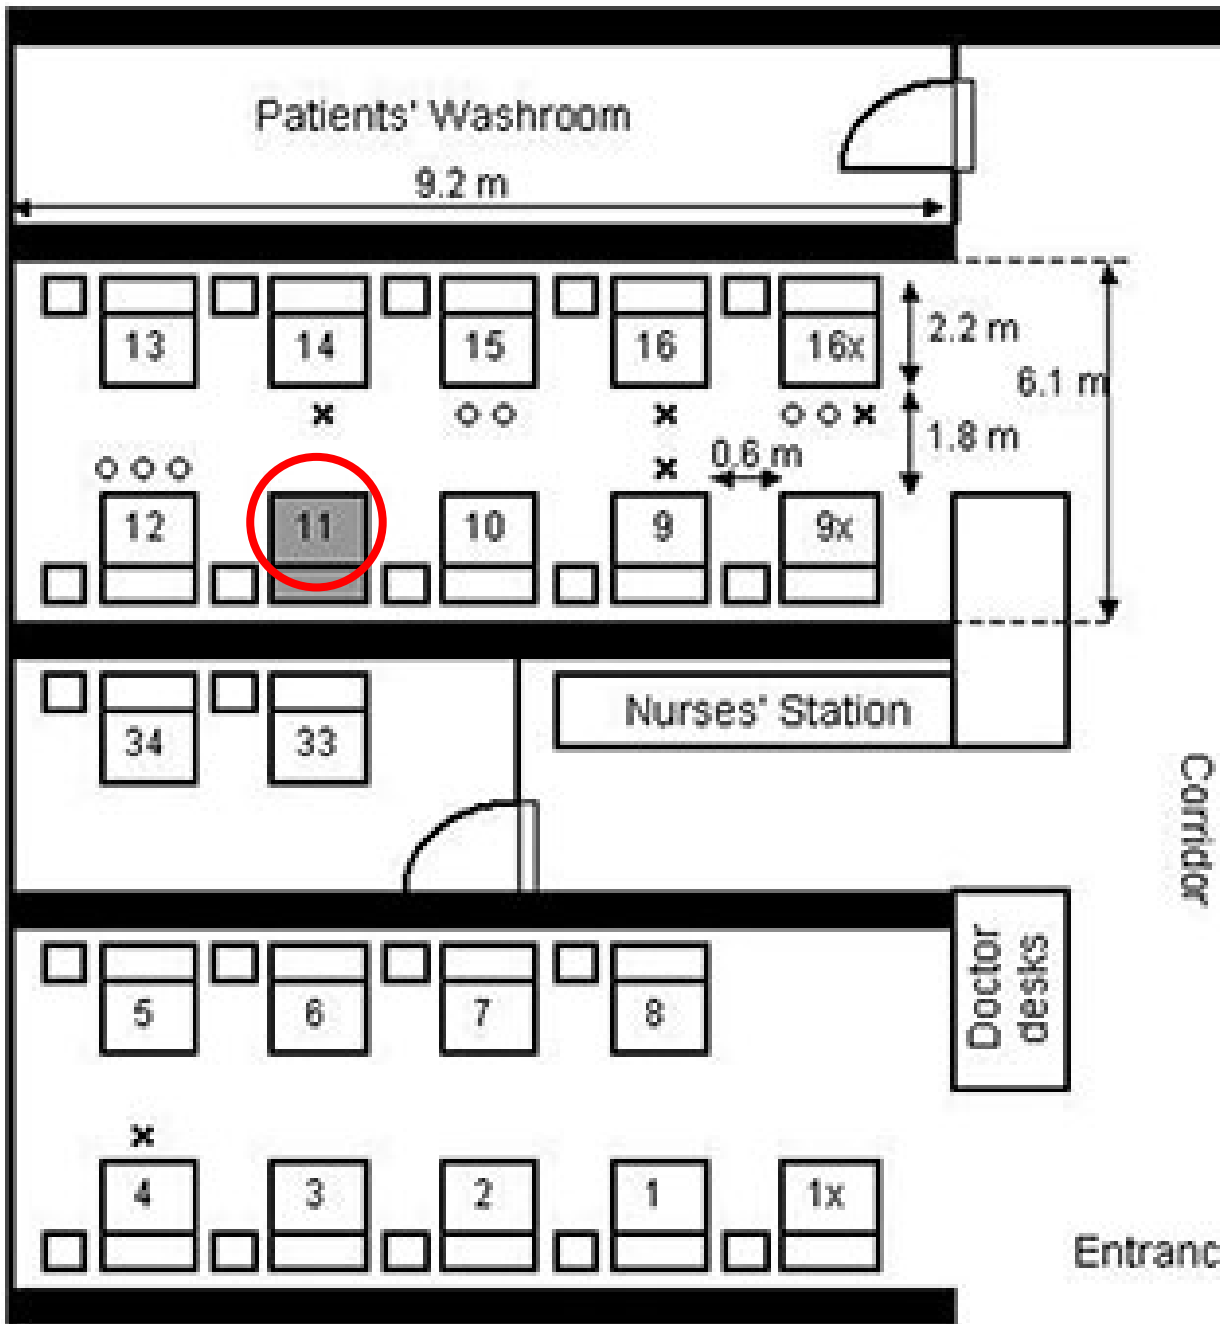 Patients' Washroom
9.2 m
13 14 15 16 16x
2.2 m
6.1 m
1.8 m
0.6 m
12 11 10 9 9x
34 33
Nurses' Station
Corridor
5 6 7 8
Doctor
desks
4 3 2 1 1x
Entranc